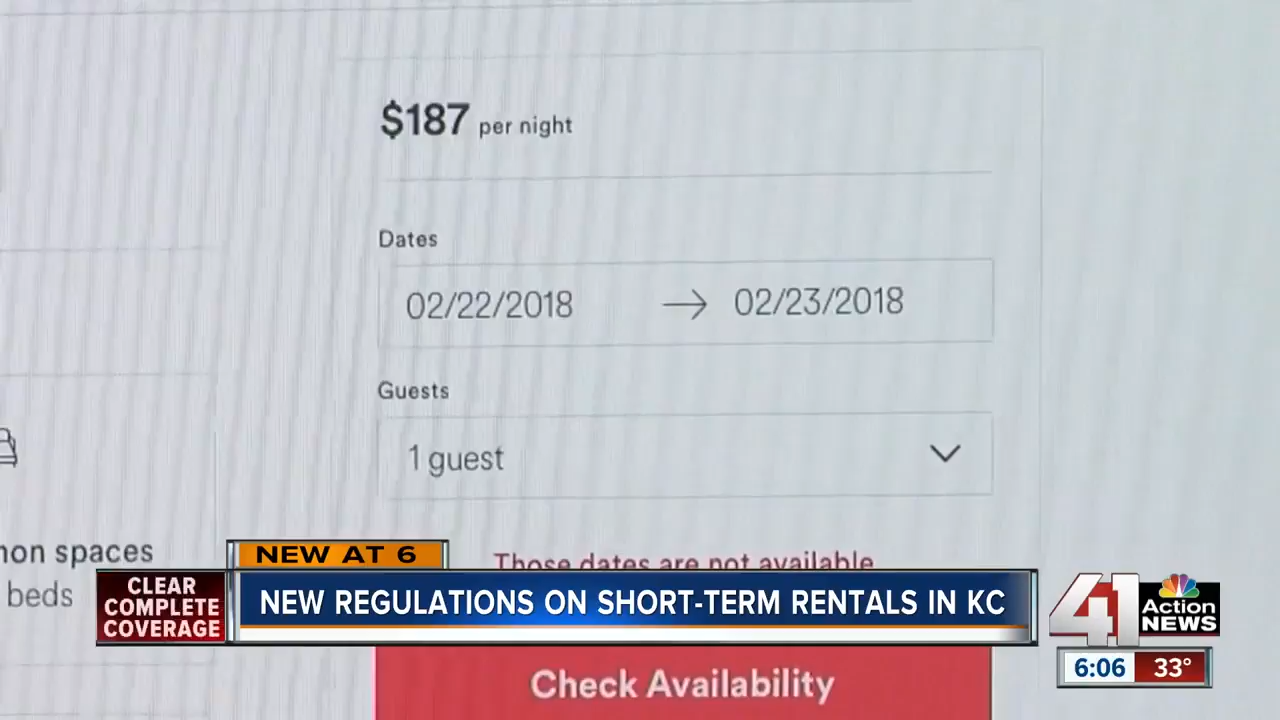 $187 per night
Dates
02/22/2018 → 02/23/2018
Guests
1 guest
spaces
beds
Those dates are not available
NEW AT 6
CLEAR
COMPLETE
COVERAGE
NEW REGULATIONS ON SHORT-TERM RENTALS IN KC
41
Action
NEWS
6:06 33°
Check Availability